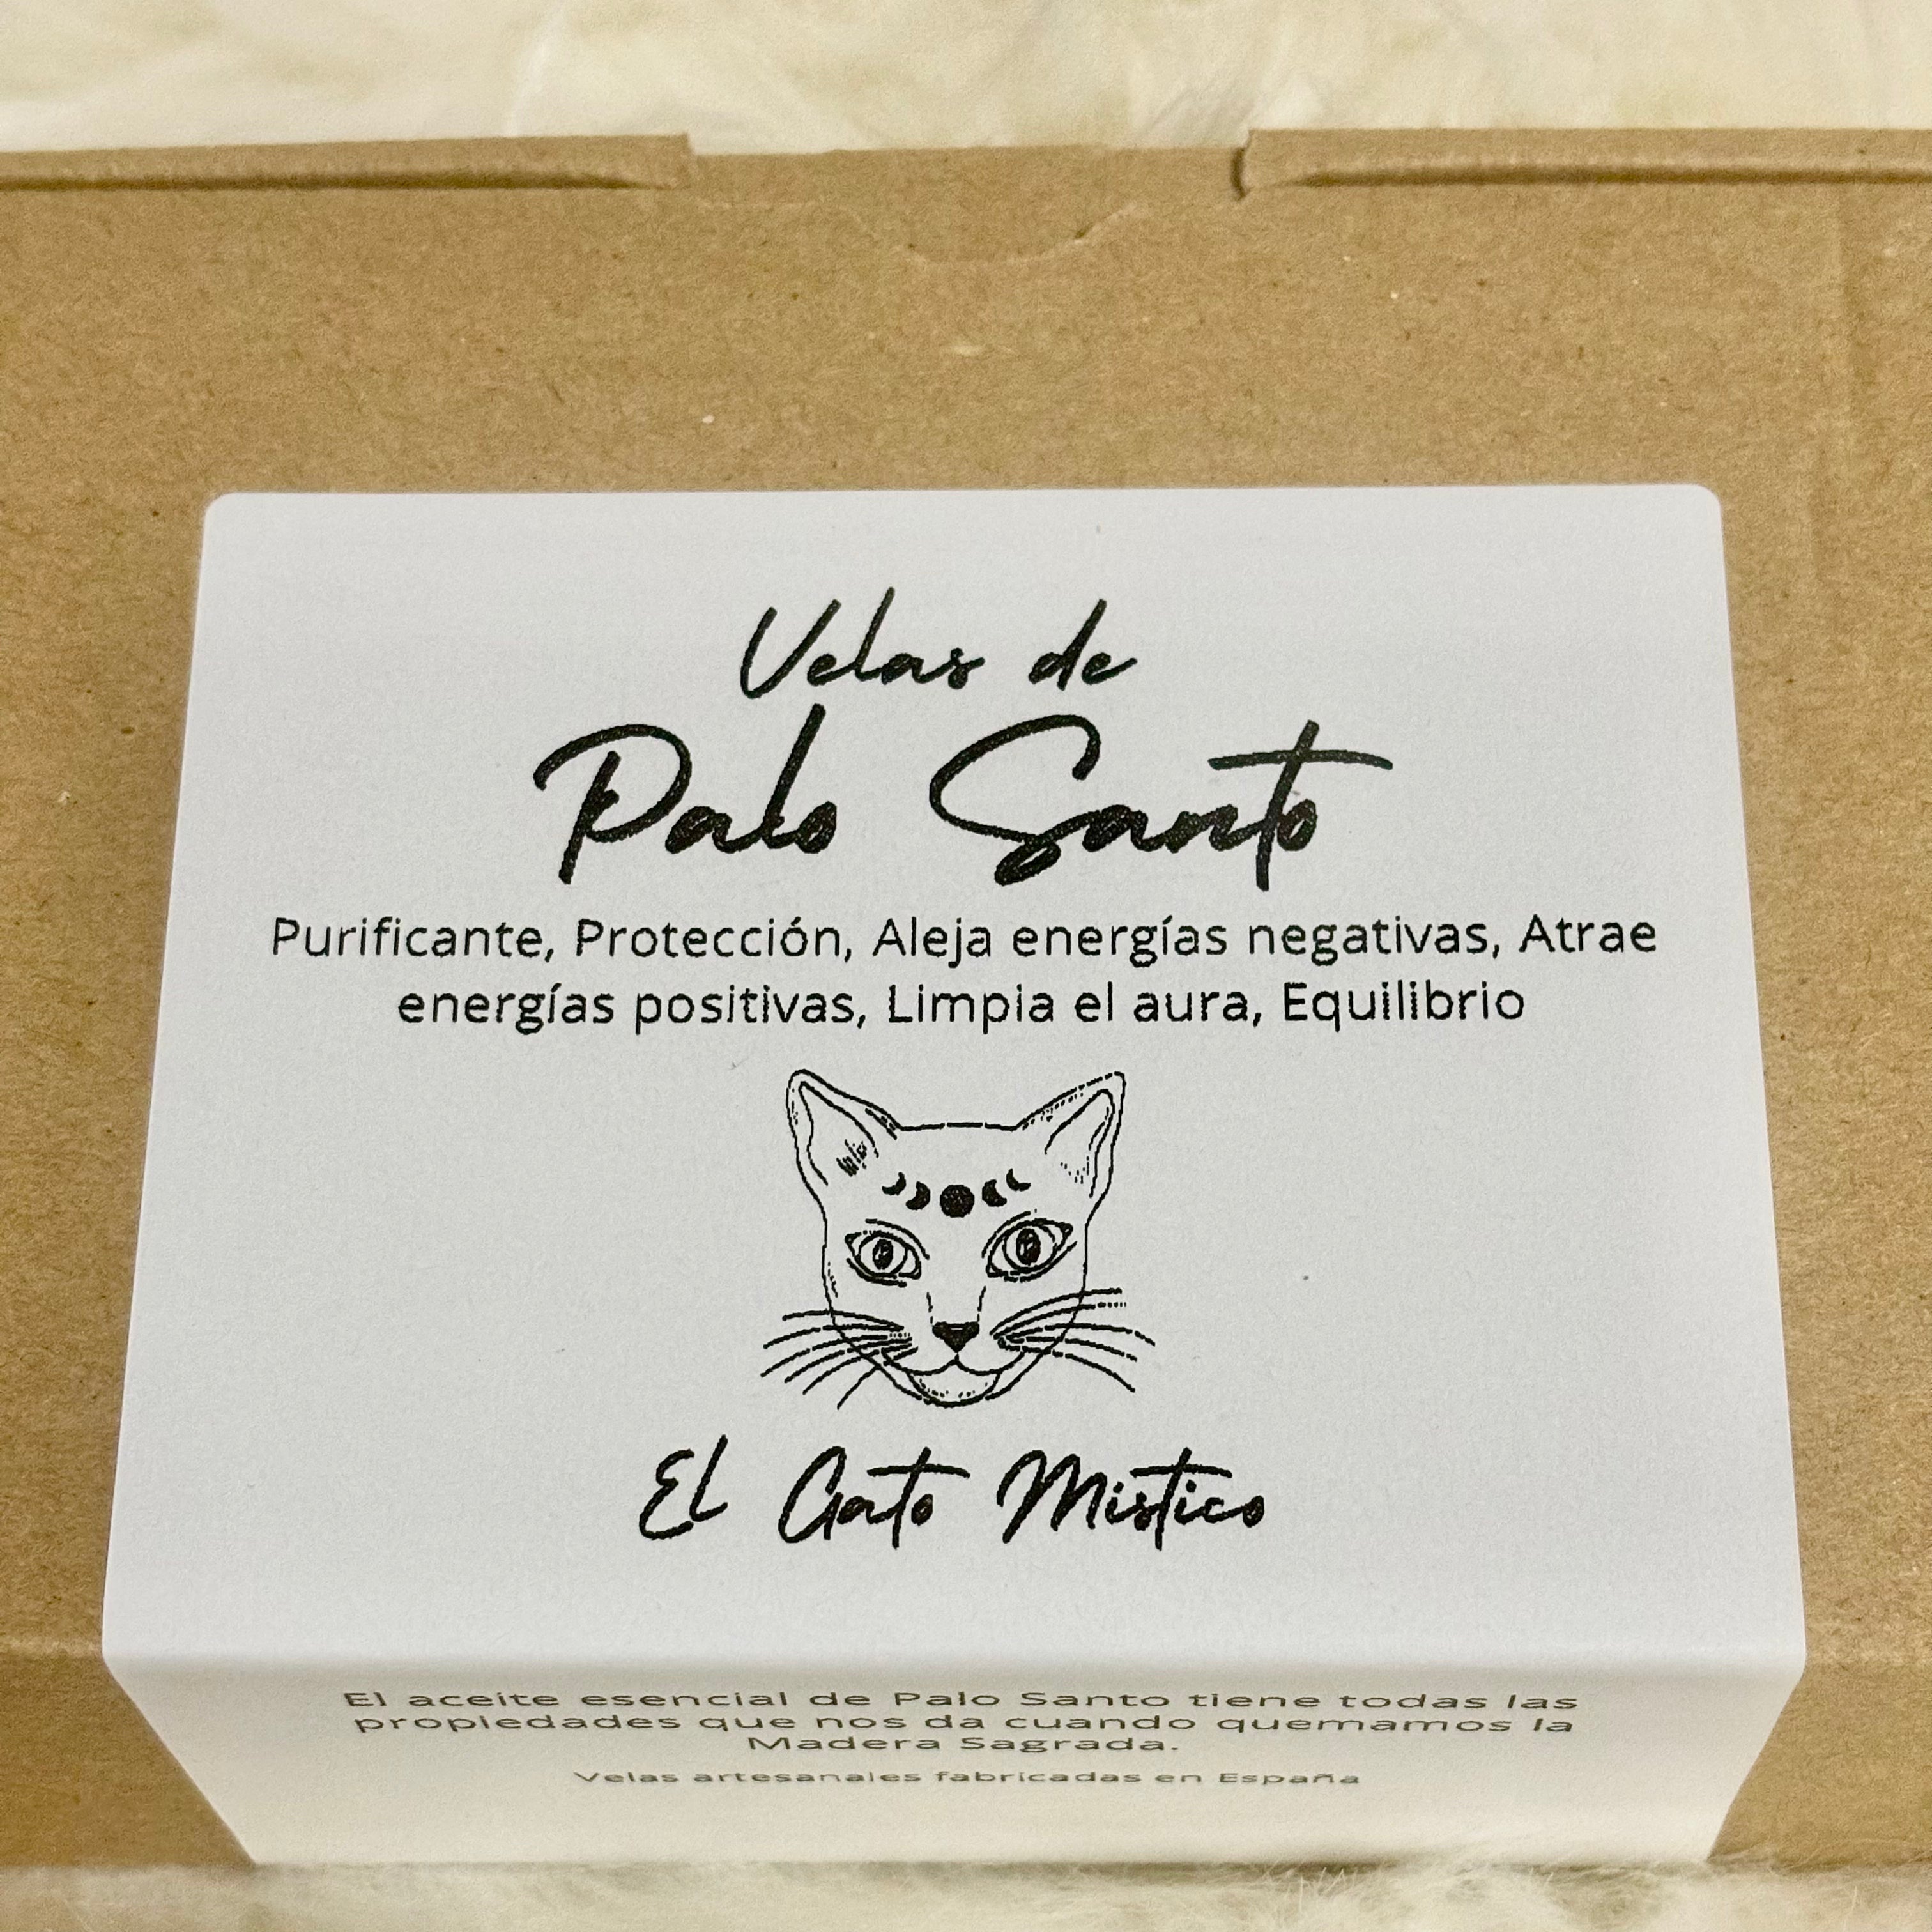 Velas de
Palo Santo
Purificante, Protección, Aleja energías negativas, Atrae
energías positivas, Limpia el aura, Equilibrio
El Gato Mistico
El aceite esencial de Palo Santo tiene todas las
propiedades que nos da cuando quemamos la
Madera Sagrada.
Velas artesanales fabricadas en España